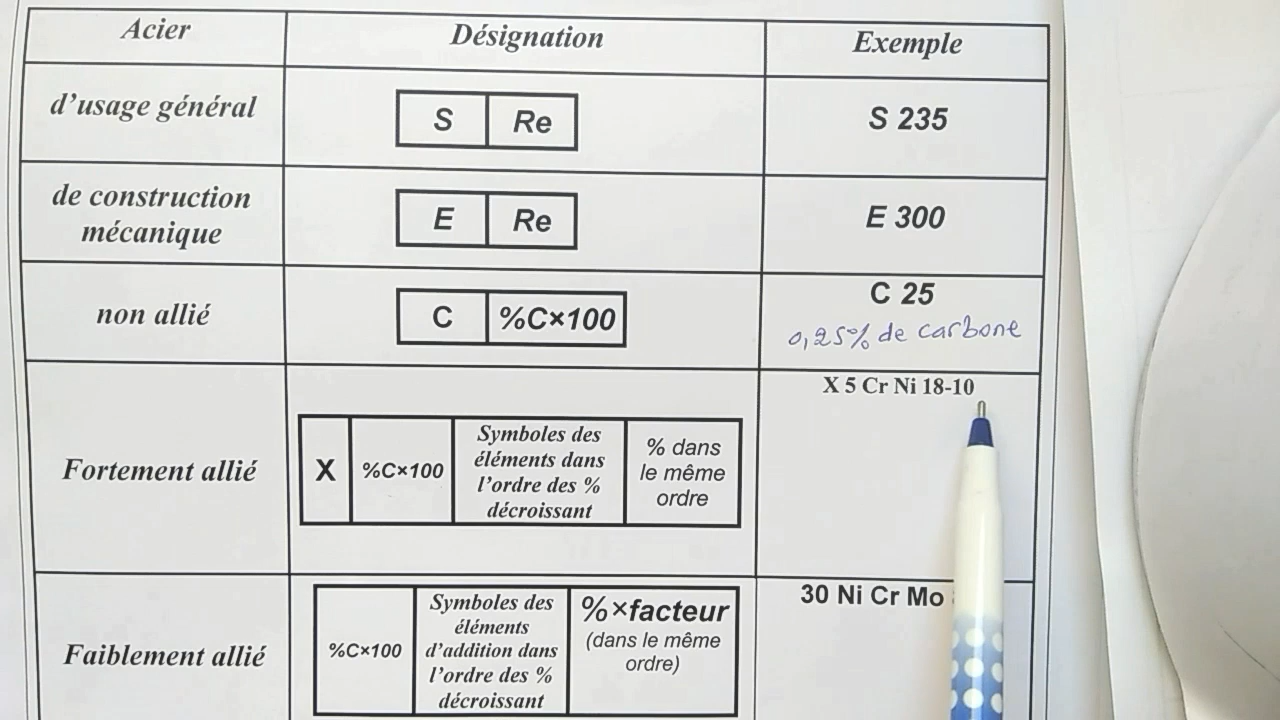 Acier
Désignation
Exemple
d'usage général
S
Re
S 235
de construction
mécanique
E
Re
E 300
non allié
C
%C×100
C 25
0,25% de carbone
Fortement allié
X
%C×100
Symboles des
éléments dans
l'ordre des %
décroissant
% dans
le même
ordre
X 5 Cr Ni 18-10
Faiblement allié
%C×100
Symboles des
éléments
d'addition dans
l'ordre des %
décroissant
%×facteur
(dans le même
ordre)
30 Ni Cr Mo